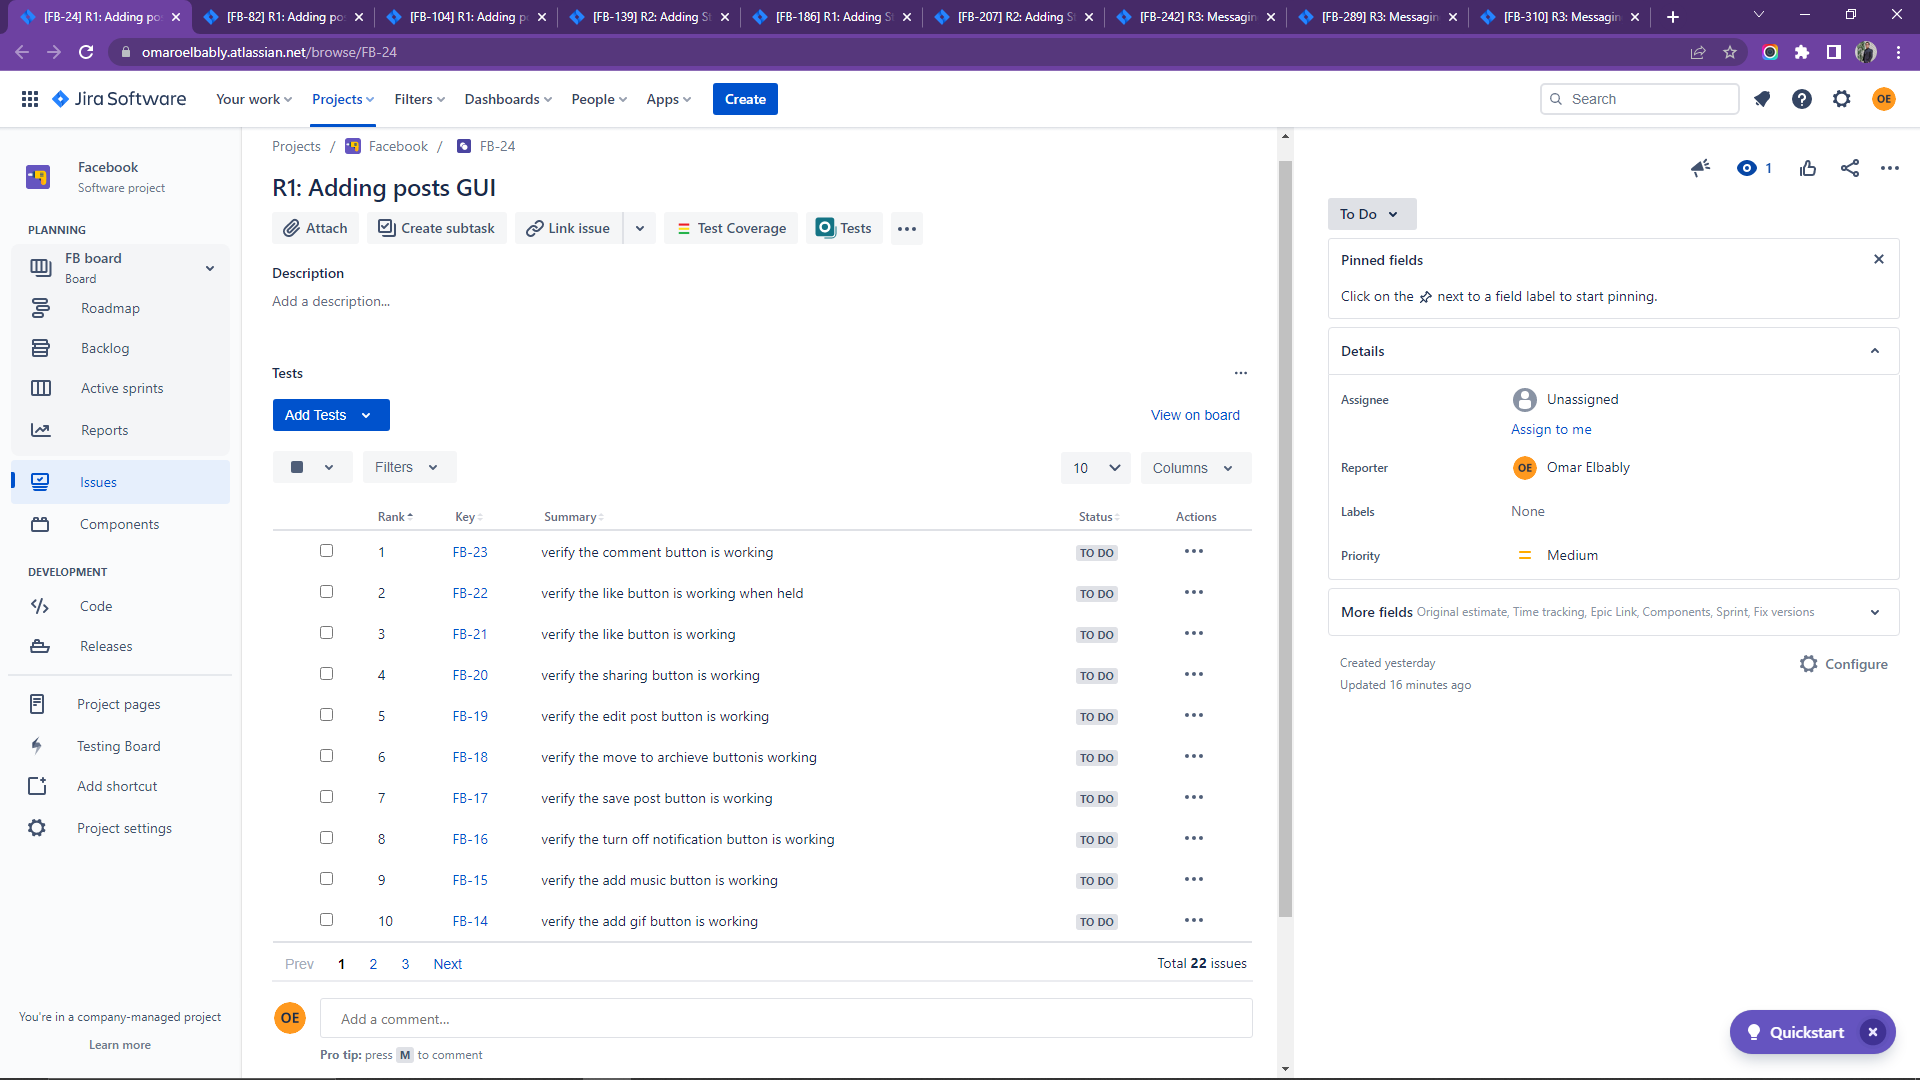 [FB-24] R1: Adding po
[FB-82] R1: Adding po
[FB-104] R1: Adding p
[FB-139] R2: Adding S
[FB-186] R1: Adding S
[FB-207] R2: Adding S
[FB-242] R3: Messagin
[FB-289] R3: Messagin
[FB-310] R3: Messagin
omaroelbably.atlassian.net/browse/FB-24
Jira Software
Your work
Projects
Filters
Dashboards
People
Apps
Create
Search
OE
Facebook
Software project
PLANNING
FB board
Board
Roadmap
Backlog
Active sprints
Reports
Issues
Components
DEVELOPMENT
Code
Releases
Project pages
Testing Board
Add shortcut
Project settings
You're in a company-managed project
Learn more
Projects / Facebook / FB-24
R1: Adding posts GUI
Attach
Create subtask
Link issue
Test Coverage
Tests
Description
Add a description...
Tests
Add Tests
View on board
Filters
10
Columns
Rank Key Summary Status Actions
1 FB-23 verify the comment button is working TO DO
2 FB-22 verify the like button is working when held TO DO
3 FB-21 verify the like button is working TO DO
4 FB-20 verify the sharing button is working TO DO
5 FB-19 verify the edit post button is working TO DO
6 FB-18 verify the move to archieve buttonis working TO DO
7 FB-17 verify the save post button is working TO DO
8 FB-16 verify the turn off notification button is working TO DO
9 FB-15 verify the add music button is working TO DO
10 FB-14 verify the add gif button is working TO DO
Prev 1 2 3 Next
Total 22 issues
OE
Add a comment...
Pro tip: press M to comment
1
To Do
Pinned fields
Click on the next to a field label to start pinning.
Details
Assignee
Unassigned
Assign to me
Reporter
OE Omar Elbably
Labels
None
Priority
Medium
More fields Original estimate, Time tracking, Epic Link, Components, Sprint, Fix versions
Created yesterday
Updated 16 minutes ago
Configure
Quickstart